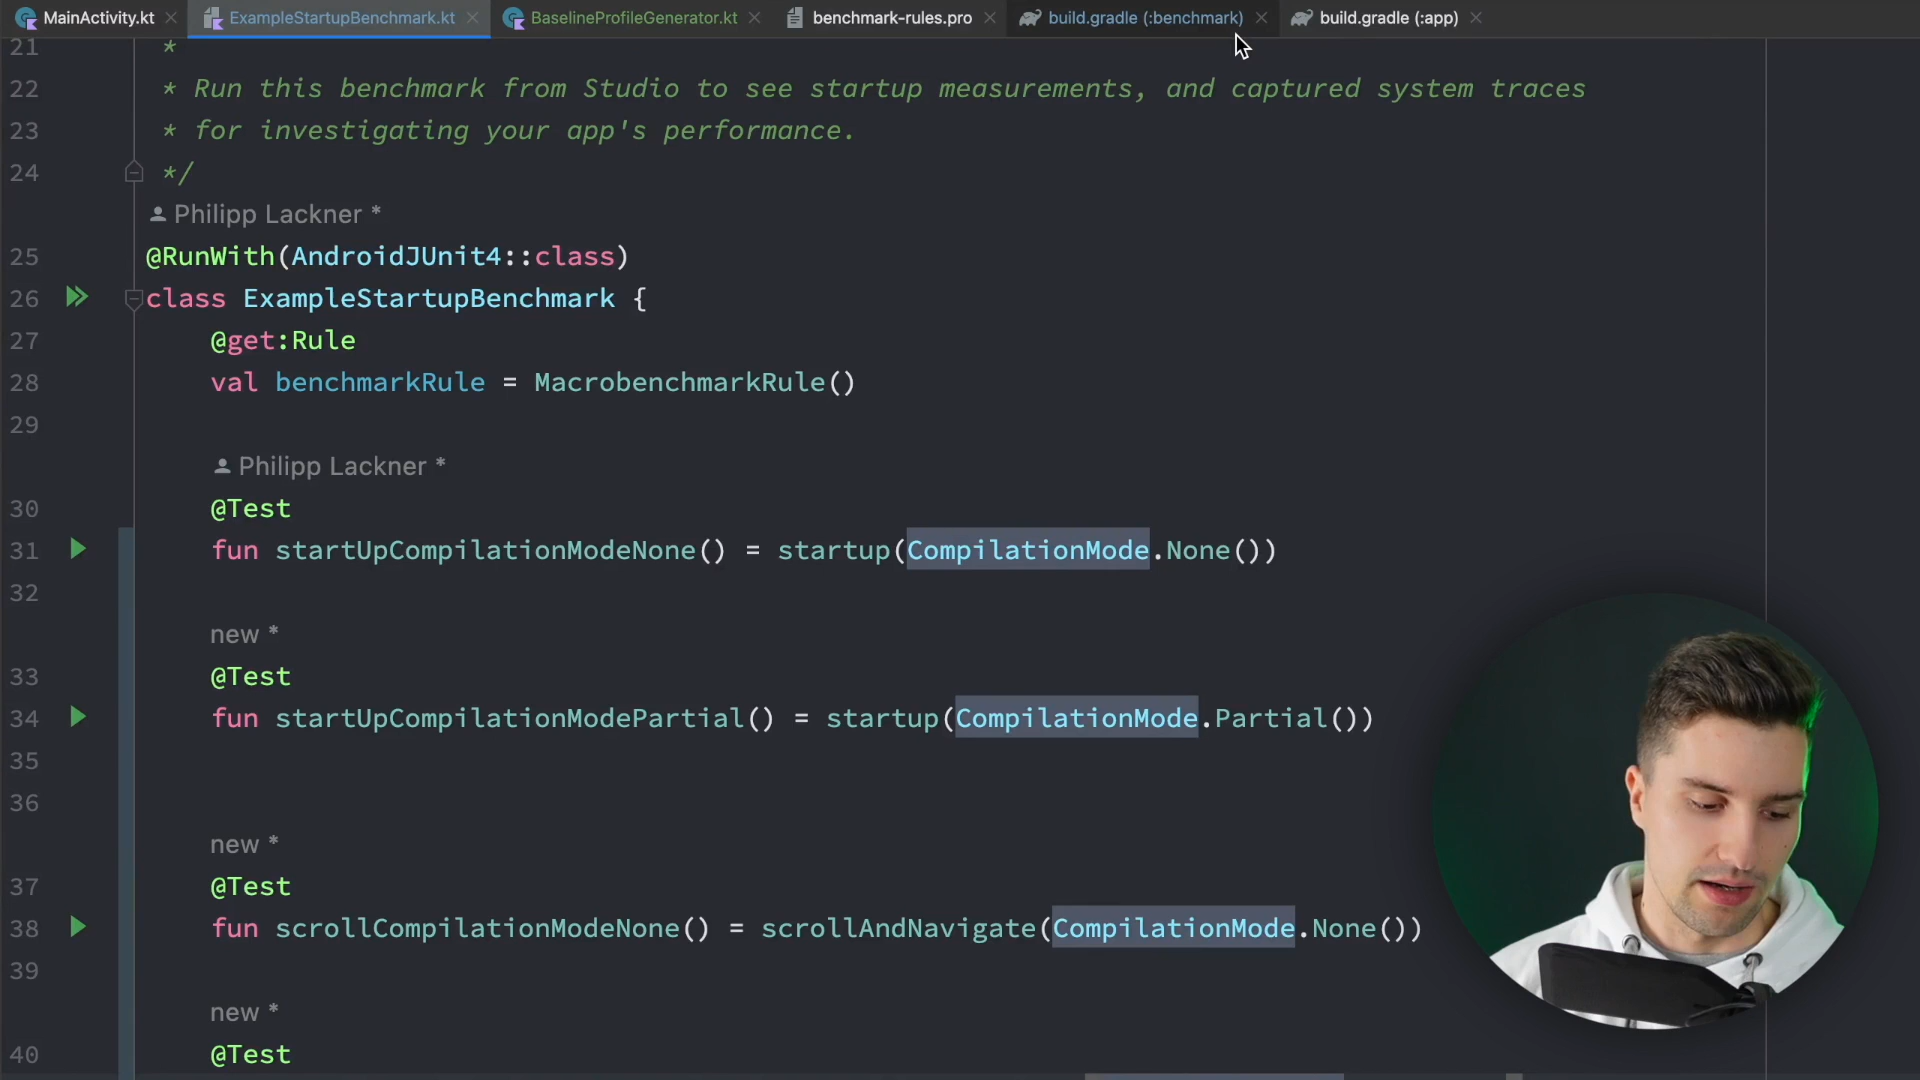 MainActivity.kt ExampleStartupBenchmark.kt BaselineProfileGenerator.kt benchmark-rules.pro build.gradle (:benchmark) build.gradle (:app)
21 *
22 * Run this benchmark from Studio to see startup measurements, and captured system traces
23 * for investigating your app's performance.
24 */
Philipp Lackner *
25 @RunWith(AndroidJUnit4::class)
26 class ExampleStartupBenchmark {
27 @get:Rule
28 val benchmarkRule = MacrobenchmarkRule()
29
Philipp Lackner *
30 @Test
31 fun startUpCompilationModeNone() = startup(CompilationMode.None())
32
new *
33 @Test
34 fun startUpCompilationModePartial() = startup(CompilationMode.Partial())
35
36
new *
37 @Test
38 fun scrollCompilationModeNone() = scrollAndNavigate(CompilationMode.None())
39
new *
40 @Test